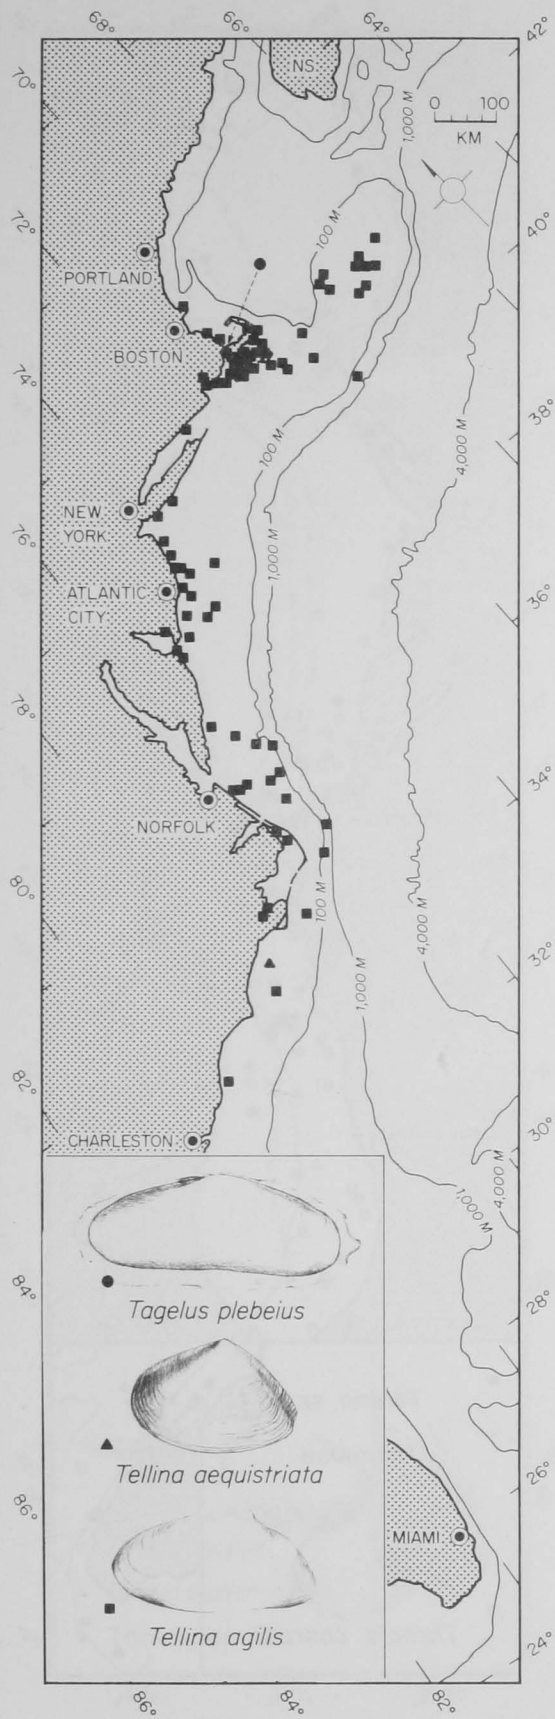 68°
66°
64°
42°
70°
NS
1,000 M
0 100
KM
72°
100 M
40°
PORTLAND
BOSTON
74°
38°
100 M
4,000 M
NEW
YORK
76°
1,000 M
ATLANTIC
CITY
36°
78°
34°
NORFOLK
80°
100 M
4,000 M
32°
1,000 M
82°
CHARLESTON
30°
4,000 M
1,000 M
84°
28°
Tagelus plebeius
Tellina aequistriata
26°
86°
MIAMI
Tellina agilis
24°
86°
84°
82°